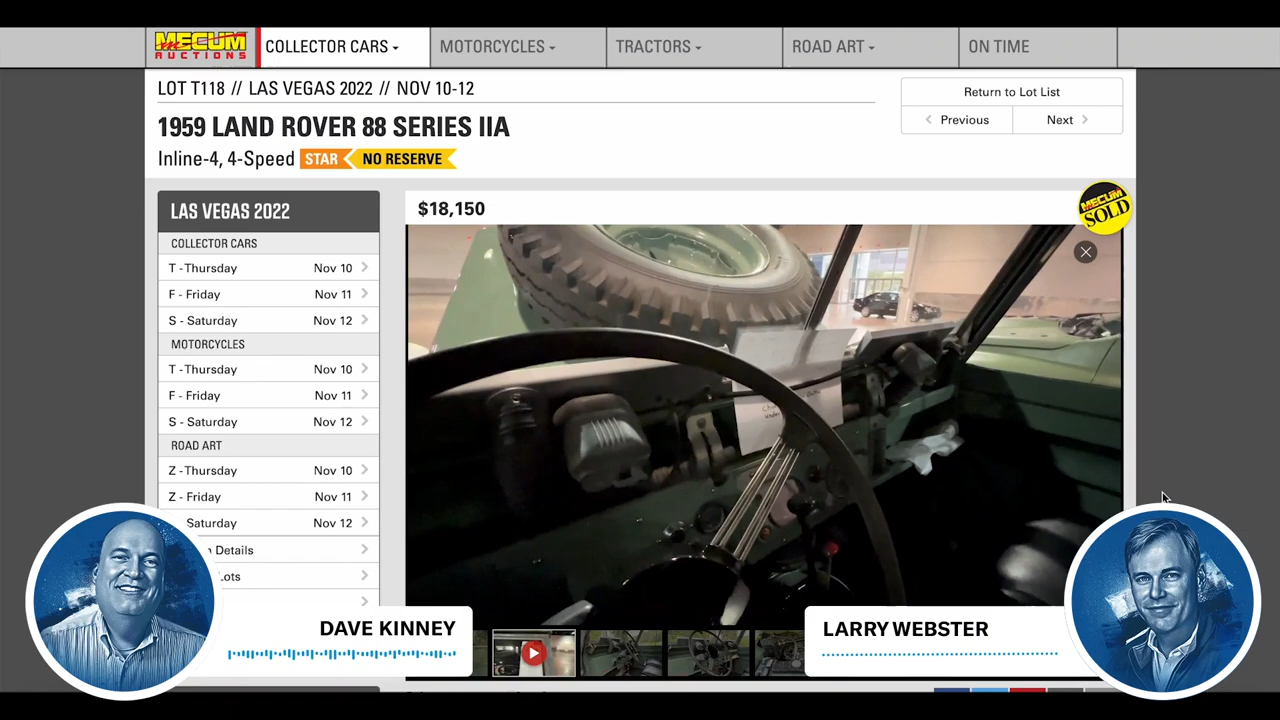 MECUM
AUCTIONS
COLLECTOR CARS
MOTORCYCLES
TRACTORS
ROAD ART
ON TIME
LOT T118 // LAS VEGAS 2022 // NOV 10-12
1959 LAND ROVER 88 SERIES IIA
Inline-4, 4-Speed STAR NO RESERVE
Return to Lot List
Previous
Next
LAS VEGAS 2022
COLLECTOR CARS
T - Thursday Nov 10
F - Friday Nov 11
S - Saturday Nov 12
MOTORCYCLES
T - Thursday Nov 10
F - Friday Nov 11
S - Saturday Nov 12
ROAD ART
Z - Thursday Nov 10
Z - Friday Nov 11
Saturday Nov 12
Details
Lots
$18,150
MECUM
SOLD
DAVE KINNEY
LARRY WEBSTER